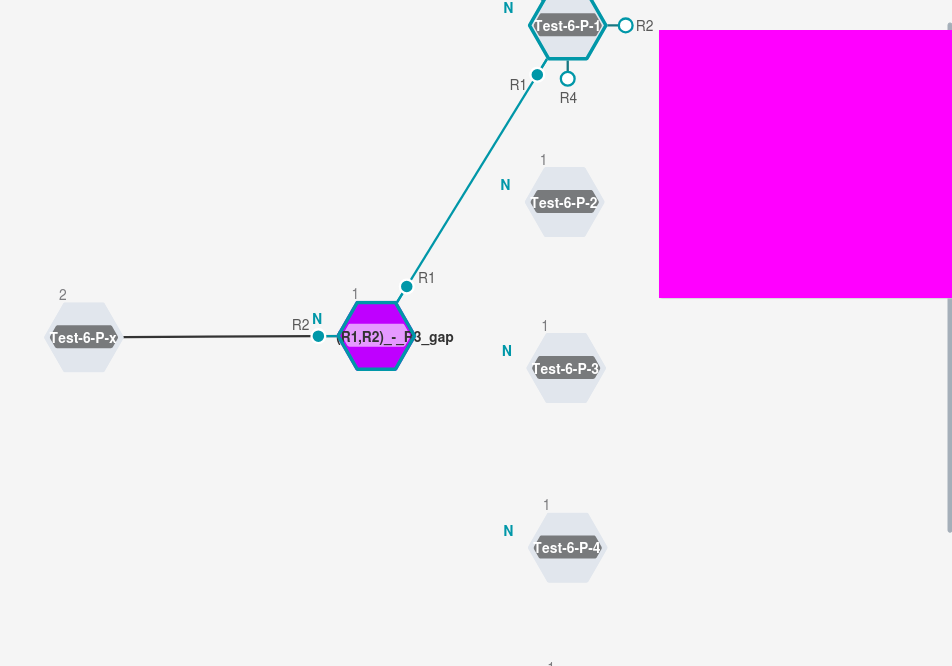 N
Test-6-P-1
R2
R1
R4
1
N
Test-6-P-2
R1
2
1
N
R2
Test-6-P-x
(R1,R2)_-_R3_gap
1
N
Test-6-P-3
1
N
Test-6-P-4